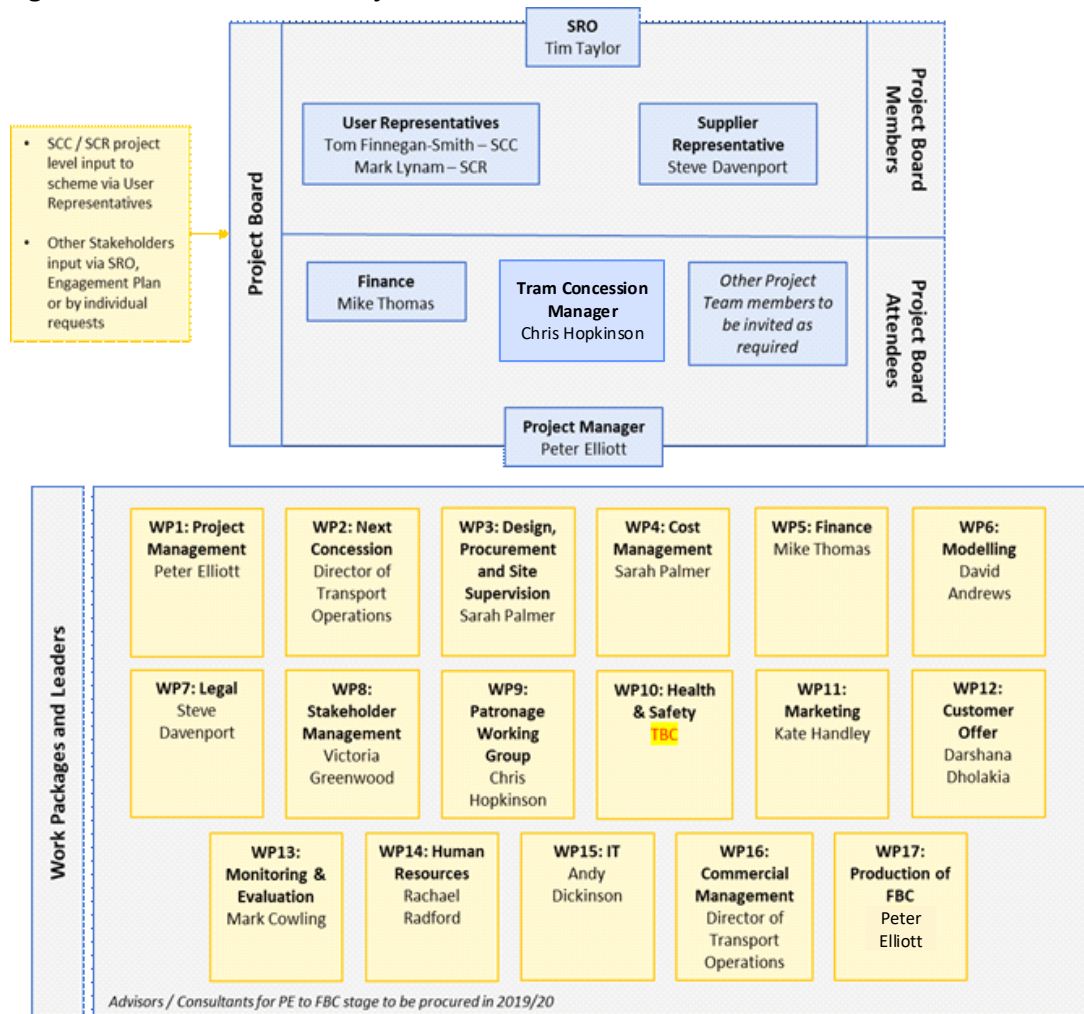 SRO
Tim Taylor
Project Board
Members
User Representatives
Tom Finnegan-Smith – SCC
Mark Lynam – SCR
Supplier
Representative
Steve Davenport
• SCC / SCR project
level input to
scheme via User
Representatives
• Other Stakeholders
input via SRO,
Engagement Plan
or by individual
requests
Project Board
Finance
Mike Thomas
Tram Concession
Manager
Chris Hopkinson
Other Project
Team members to
be invited as
required
Project Board
Attendees
Project Manager
Peter Elliott
Work Packages and Leaders
WP1: Project
Management
Peter Elliott
WP2: Next
Concession
Director of
Transport
Operations
WP3: Design,
Procurement
and Site
Supervision
Sarah Palmer
WP4: Cost
Management
Sarah Palmer
WP5: Finance
Mike Thomas
WP6:
Modelling
David
Andrews
WP7: Legal
Steve
Davenport
WP8:
Stakeholder
Management
Victoria
Greenwood
WP9:
Patronage
Working
Group
Chris
Hopkinson
WP10: Health
& Safety
TBC
WP11:
Marketing
Kate Handley
WP12:
Customer
Offer
Darshana
Dholakia
WP13:
Monitoring &
Evaluation
Mark Cowling
WP14: Human
Resources
Rachael
Radford
WP15: IT
Andy
Dickinson
WP16:
Commercial
Management
Director of
Transport
Operations
WP17:
Production of
FBC
Peter
Elliott
Advisors / Consultants for PE to FBC stage to be procured in 2019/20